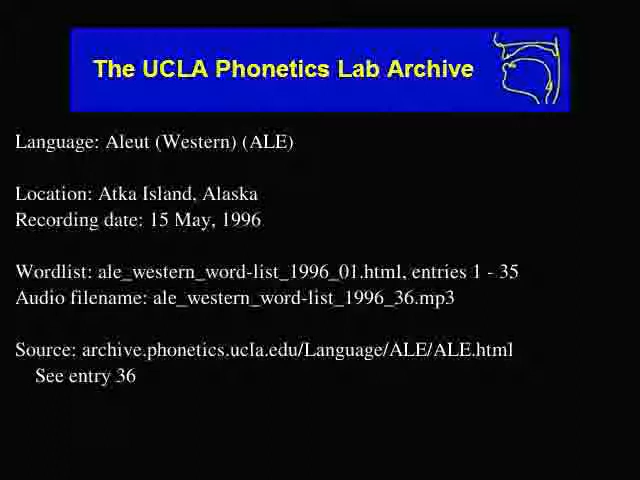 The UCLA Phonetics Lab Archive
Language: Aleut (Western) (ALE)
Location: Atka Island, Alaska
Recording date: 15 May, 1996
Wordlist: ale_western_word-list_1996_01.html, entries 1 - 35
Audio filename: ale_western_word-list_1996_36.mp3
Source: archive.phonetics.ucla.edu/Language/ALE/ALE.html
See entry 36